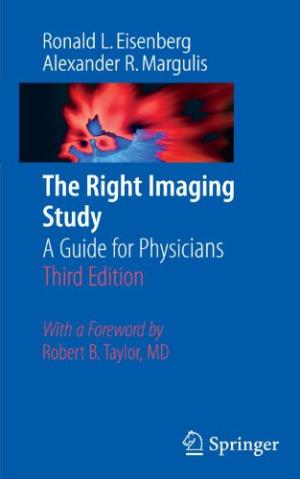 Ronald L. Eisenberg
Alexander R. Margulis
The Right Imaging
Study
A Guide for Physicians
Third Edition
With a Foreword by
Robert B. Taylor, MD
Springer